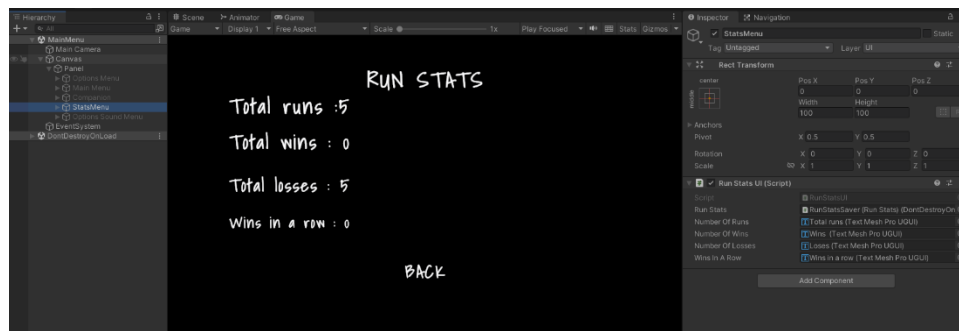 Hierarchy
All
MainMenu
Main Camera
Canvas
Panel
Options Menu
Main Menu
Companion
StatsMenu
Options Sound Menu
EventSystem
DontDestroyOnLoad
Scene Animator Game
Game Display 1 Free Aspect Scale 1x Play Focused Stats Gizmos
RUN STATS
Total runs :5
Total wins : 0
Total losses : 5
Wins in a row : 0
BACK
Inspector Navigation
StatsMenu Static
Tag Untagged Layer UI
Rect Transform
center Pos X Pos Y Pos Z
middle 0 0 0
Width Height
100 100
Anchors
Pivot X 0.5 Y 0.5
Rotation X 0 Y 0 Z 0
Scale X 1 Y 1 Z 1
Run Stats UI (Script)
Script RunStatsUI
Run Stats RunStatsSaver (Run Stats) (DontDestroyOn
Number Of Runs Total runs (Text Mesh Pro UGUI)
Number Of Wins Wins (Text Mesh Pro UGUI)
Number Of Losses Loses (Text Mesh Pro UGUI)
Wins In A Row Wins in a row (Text Mesh Pro UGUI)
Add Component